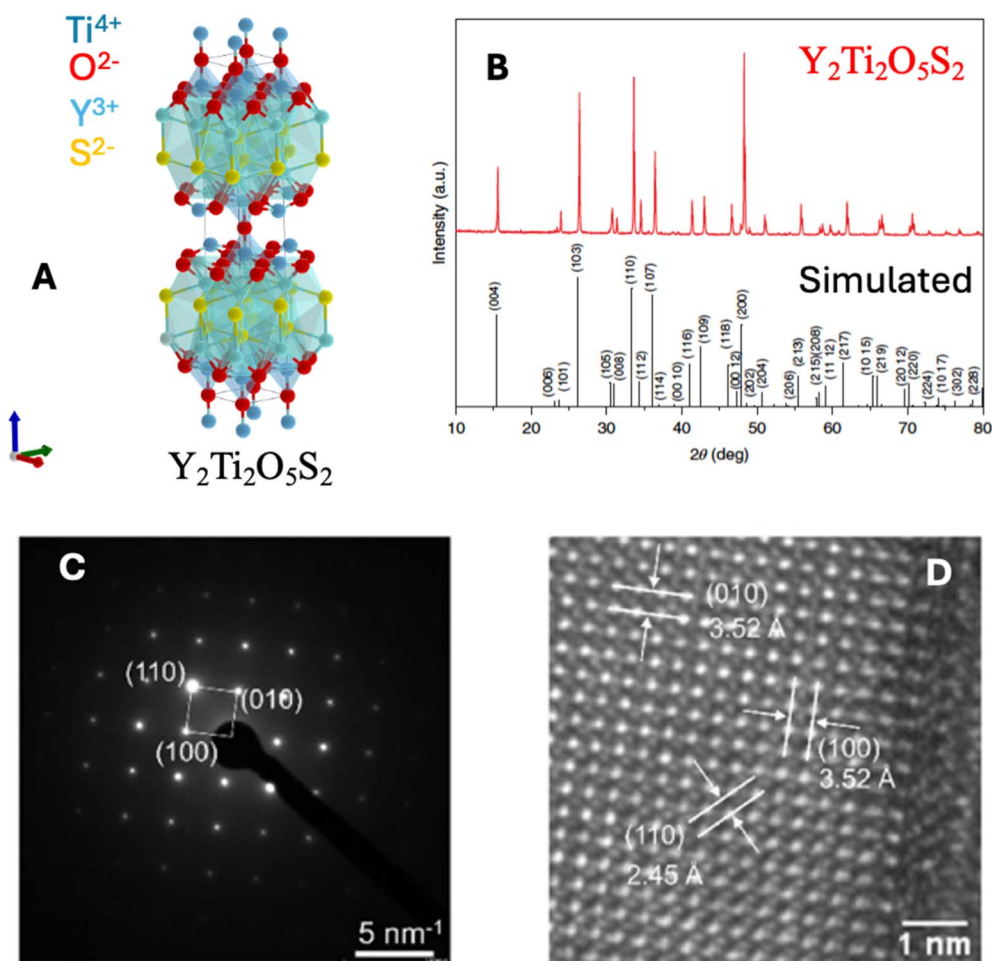 Ti⁴⁺
O²⁻
Y³⁺
S²⁻
A
Y₂Ti₂O₅S₂
B
Y₂Ti₂O₅S₂
Intensity (a.u.)
Simulated
(004)
(006)
(101)
(103)
(105)
(008)
(110)
(112)
(107)
(114)
(00 10)
(116)
(109)
(118)
(00 12)
(200)
(202)
(204)
(206)
(213)
(215)
(208)
(11 12)
(217)
(10 15)
(219)
(20 12)
(220)
(224)
(10 17)
(302)
(228)
10 20 30 40 50 60 70 80
2θ (deg)
C
(110)
(010)
(100)
5 nm⁻¹
D
(010)
3.52 Å
(100)
3.52 Å
(110)
2.45 Å
1 nm